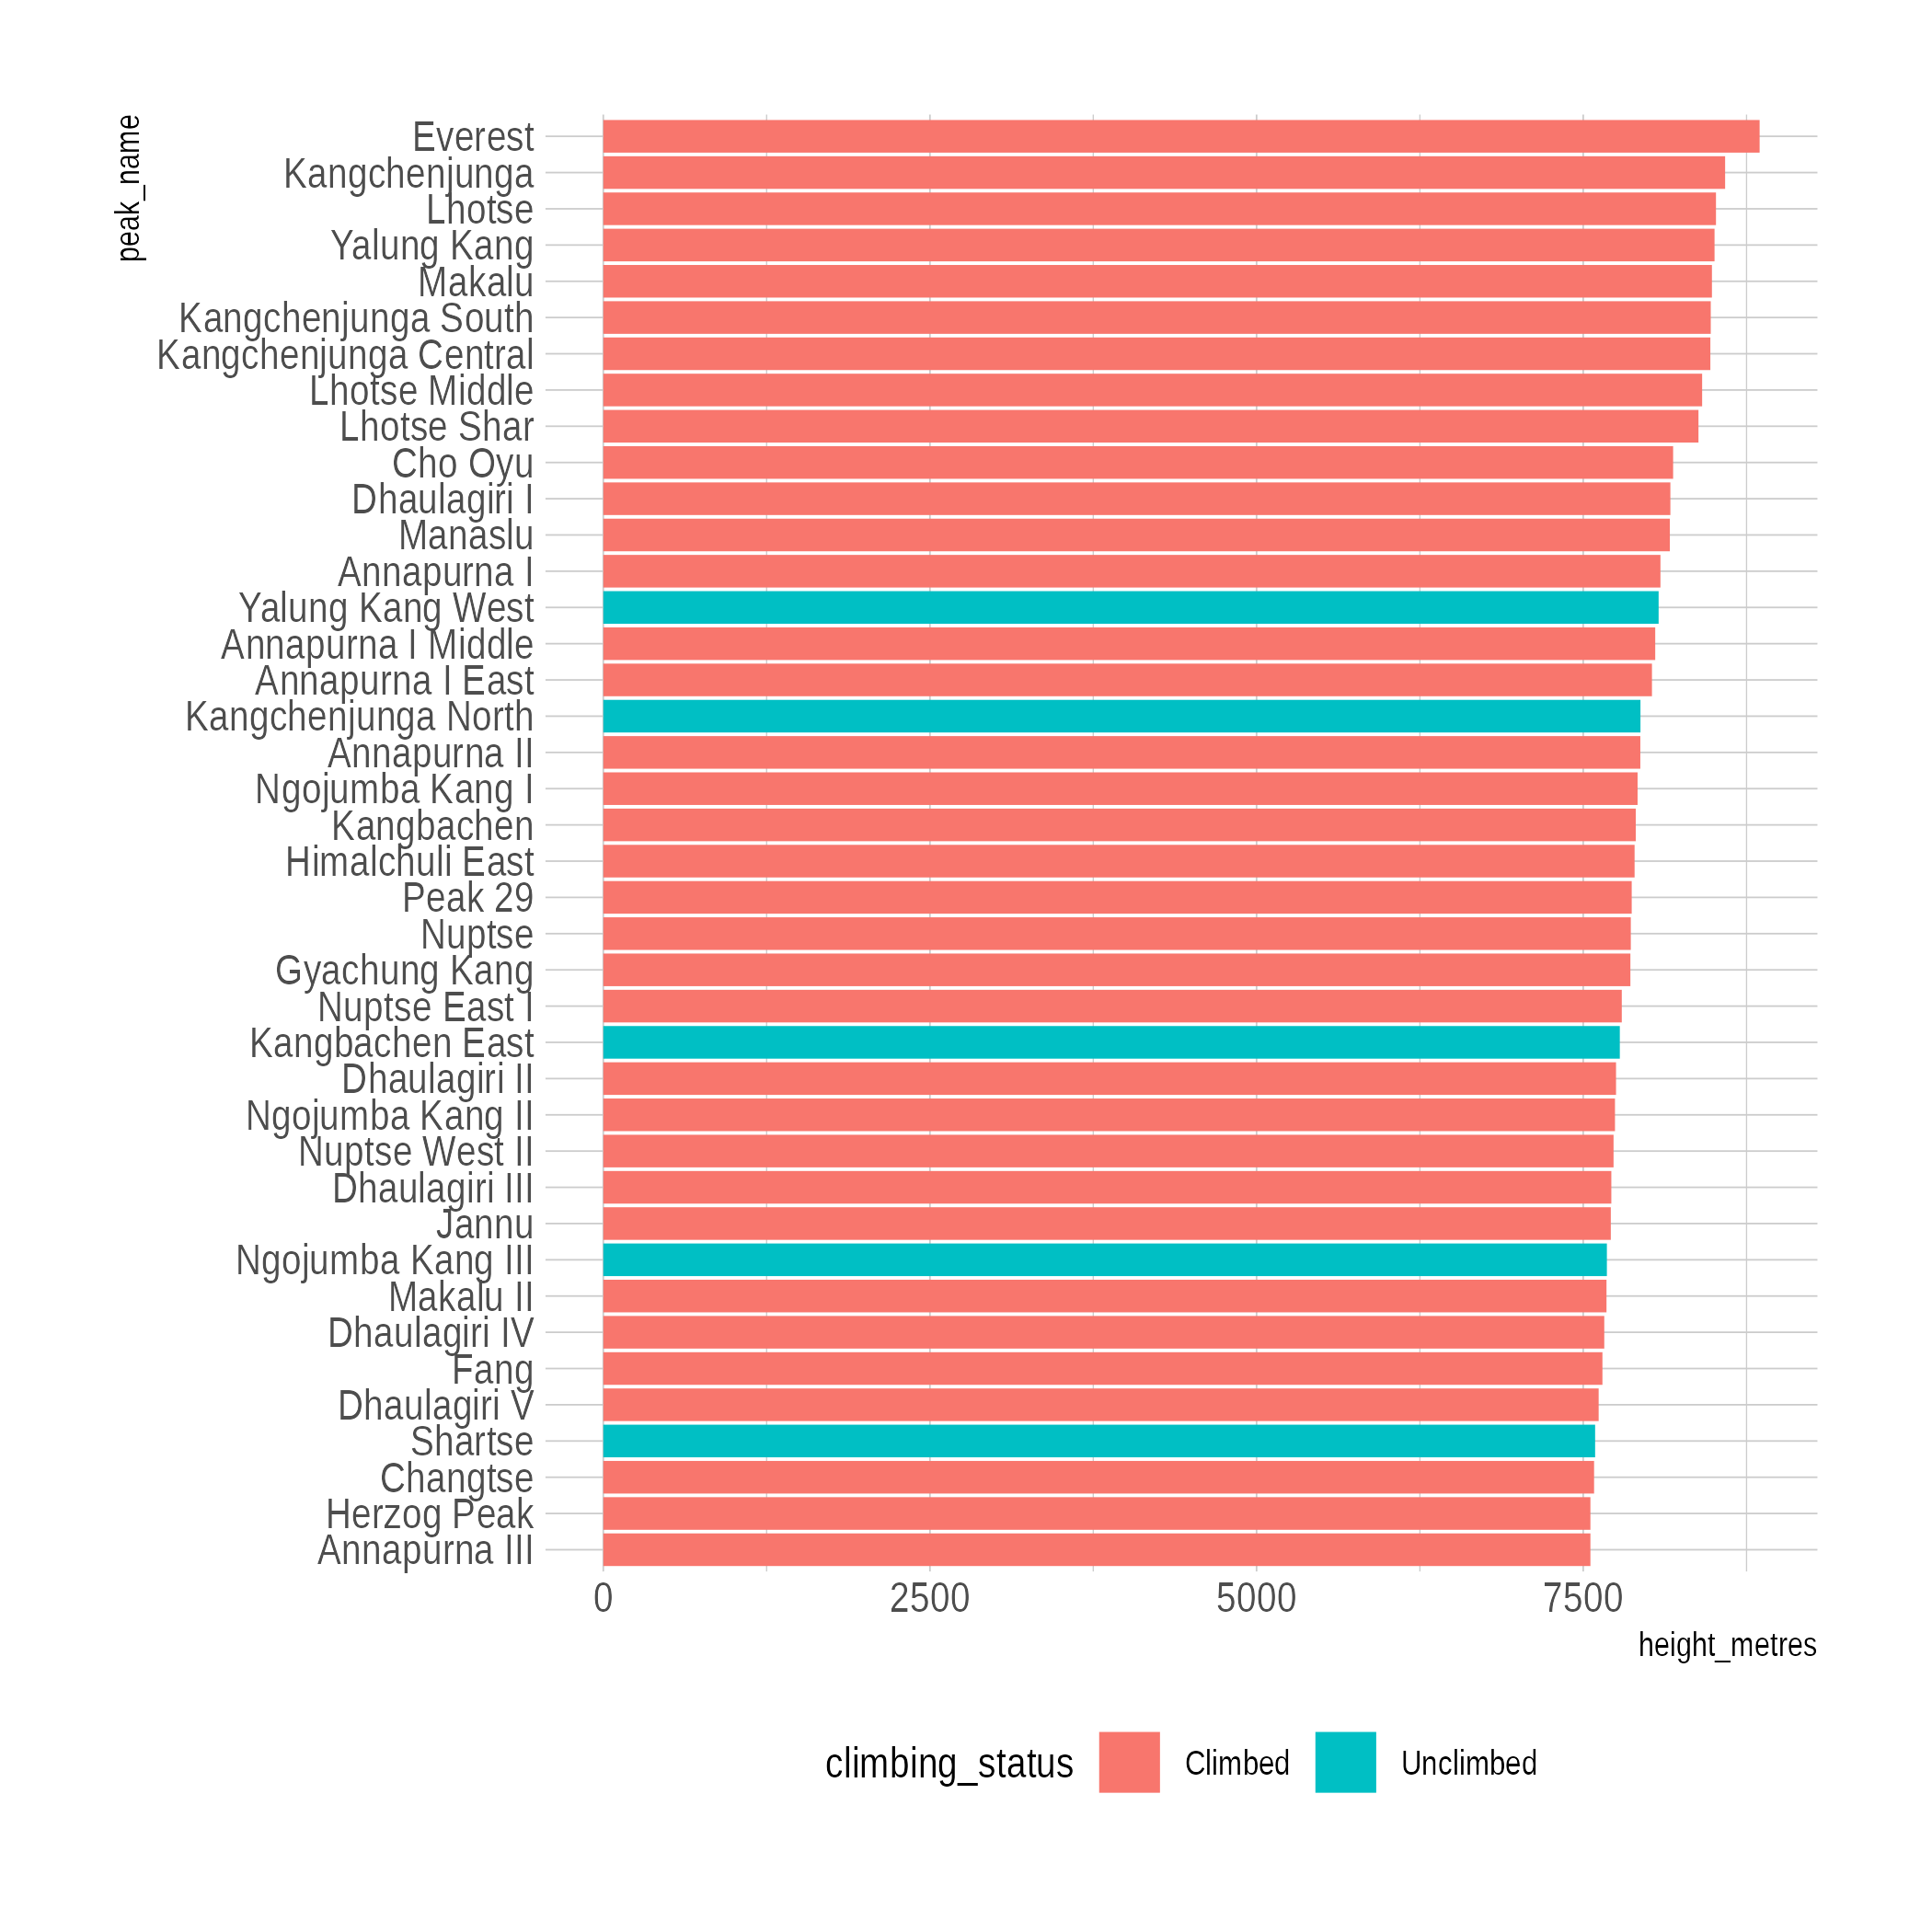 peak_name
Everest
Kangchenjunga
Lhotse
Yalung Kang
Makalu
Kangchenjunga South
Kangchenjunga Central
Lhotse Middle
Lhotse Shar
Cho Oyu
Dhaulagiri I
Manaslu
Annapurna I
Yalung Kang West
Annapurna I Middle
Annapurna I East
Kangchenjunga North
Annapurna II
Ngojumba Kang I
Kangbachen
Himalchuli East
Peak 29
Nuptse
Gyachung Kang
Nuptse East I
Kangbachen East
Dhaulagiri II
Ngojumba Kang II
Nuptse West II
Dhaulagiri III
Jannu
Ngojumba Kang III
Makalu II
Dhaulagiri IV
Fang
Dhaulagiri V
Shartse
Changtse
Herzog Peak
Annapurna III
0 2500 5000 7500
height_metres
climbing_status Climbed Unclimbed